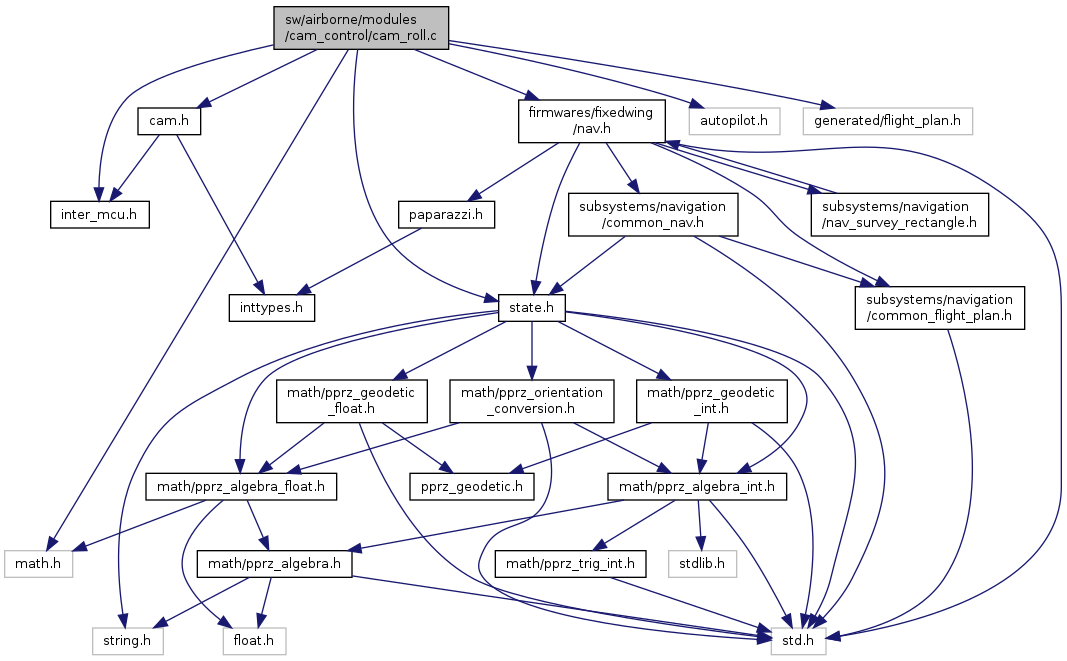 sw/airborne/modules
/cam_control/cam_roll.c
cam.h
firmwares/fixedwing
/nav.h
autopilot.h
generated/flight_plan.h
inter_mcu.h
paparazzi.h
subsystems/navigation
/common_nav.h
subsystems/navigation
/nav_survey_rectangle.h
inttypes.h
state.h
subsystems/navigation
/common_flight_plan.h
math/pprz_geodetic
_float.h
math/pprz_orientation
_conversion.h
math/pprz_geodetic
_int.h
math/pprz_algebra_float.h
pprz_geodetic.h
math/pprz_algebra_int.h
math.h
math/pprz_algebra.h
math/pprz_trig_int.h
stdlib.h
string.h
float.h
std.h